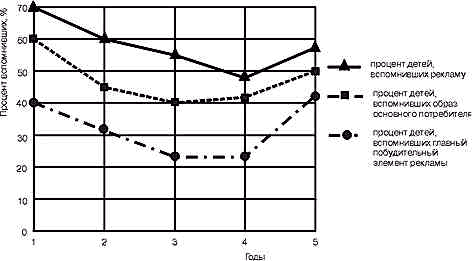 Процент вспомнивших, %
70
60
50
40
30
20
10
0
1
2
3
4
5
Годы
процент детей,
вспомнивших рекламу
процент детей,
вспомнивших образ
основного потребителя
процент детей,
вспомнивших главный
побудительный
элемент рекламы